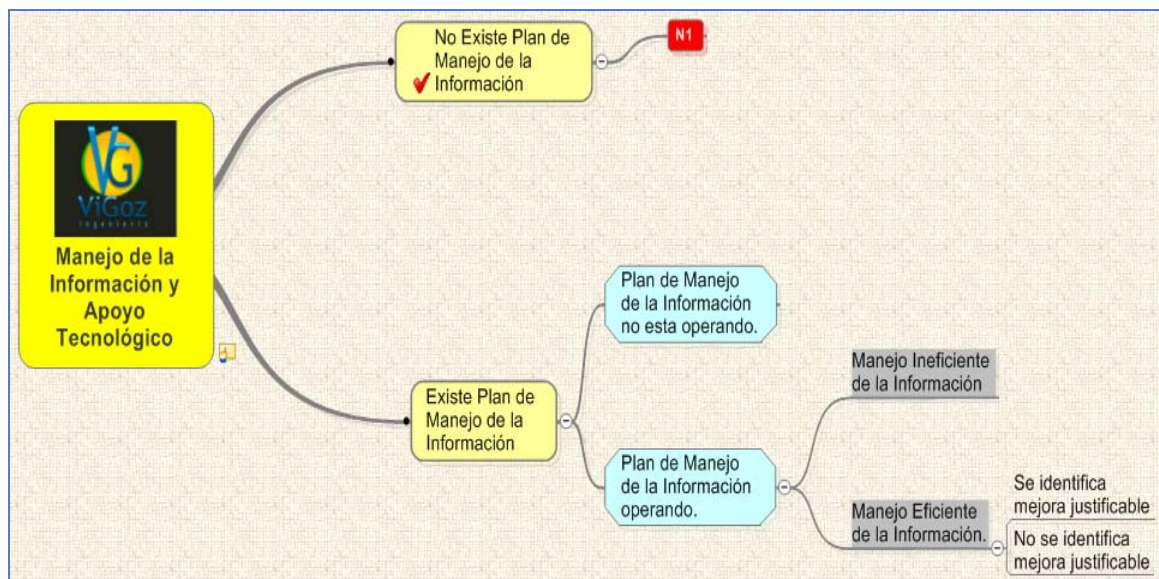 No Existe Plan de
Manejo de la
Información
N1
VG
ViGoz
Ingeniería
Manejo de la
Información y
Apoyo
Tecnológico
Plan de Manejo
de la Información
no esta operando.
Existe Plan de
Manejo de la
Información
Plan de Manejo
de la Información
operando.
Manejo Ineficiente
de la Información
Manejo Eficiente
de la Información.
Se identifica
mejora justificable
No se identifica
mejora justificable